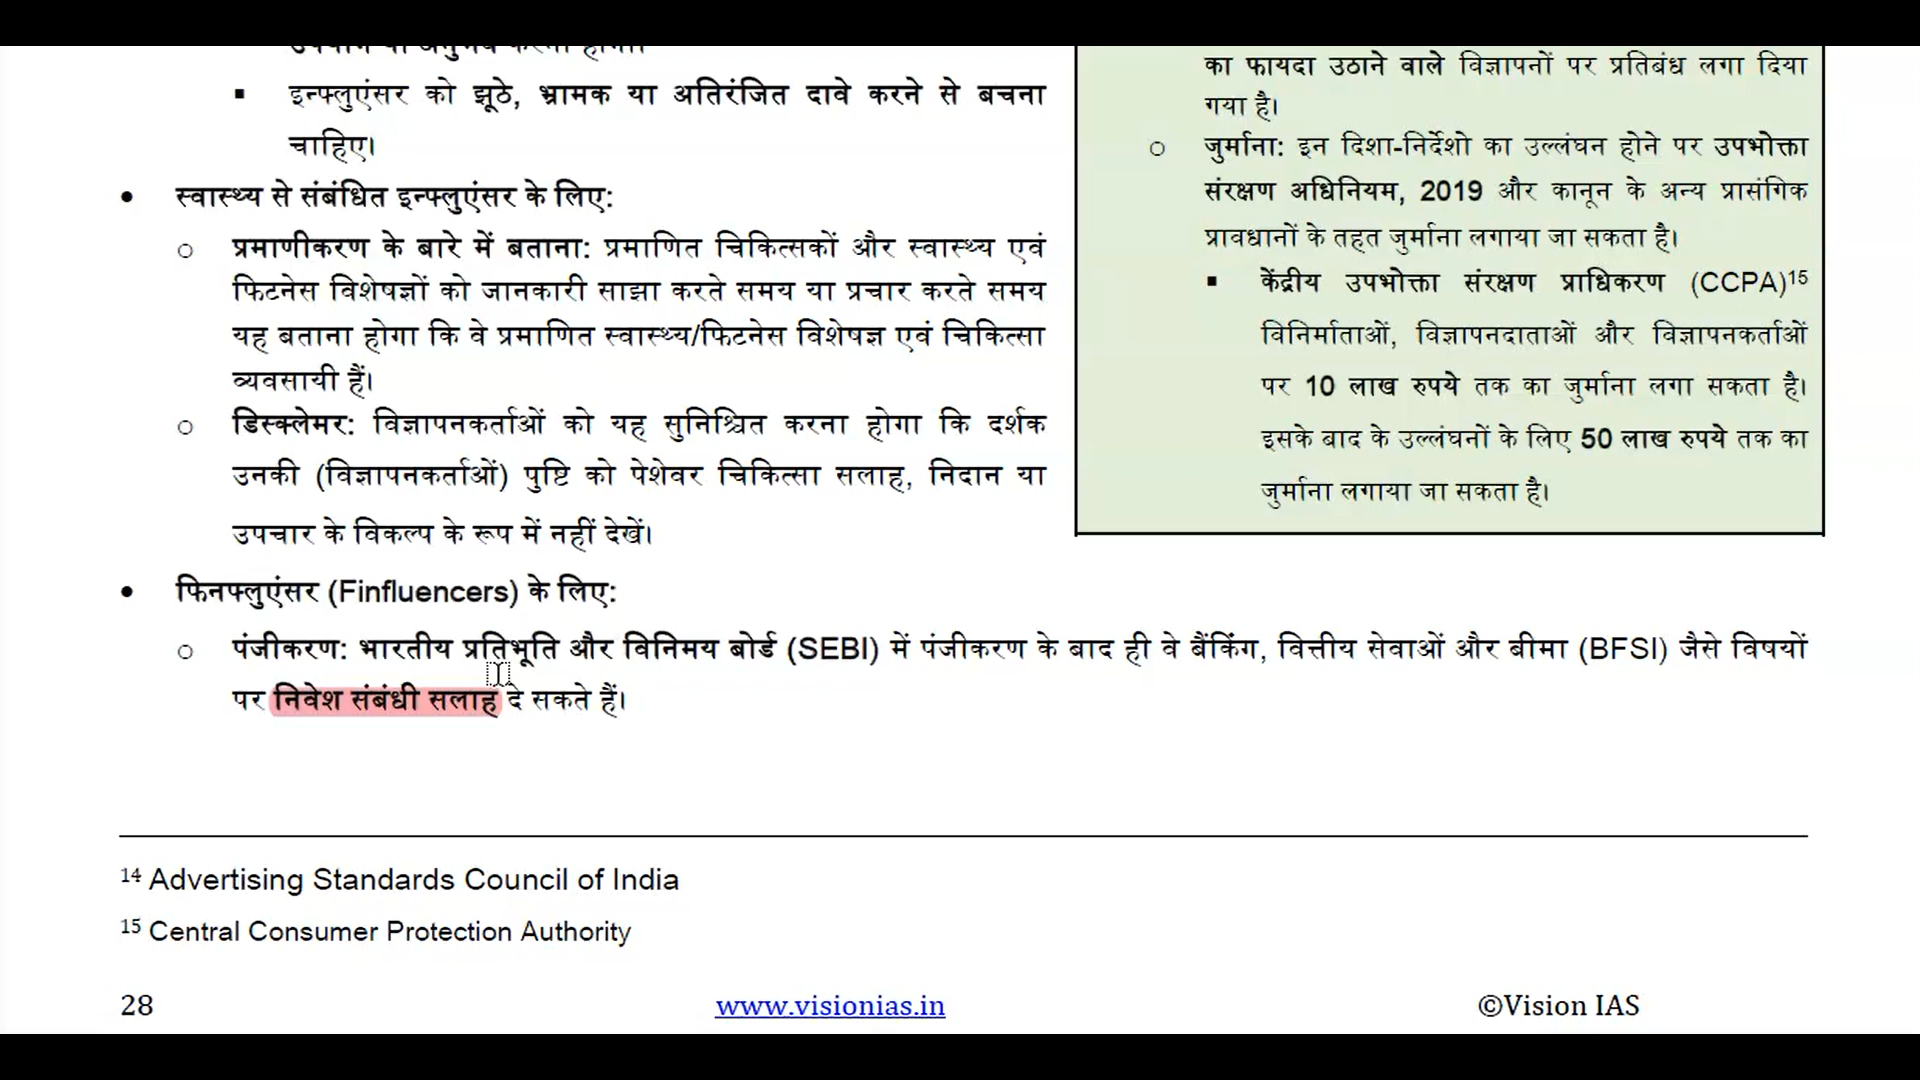 इन्फ्लुएंसर को झूठे, भ्रामक या अतिरंजित दावे करने से बचना
चाहिए।
• स्वास्थ्य से संबंधित इन्फ्लुएंसर के लिए:
○ प्रमाणीकरण के बारे में बताना: प्रमाणित चिकित्सकों और स्वास्थ्य एवं
फिटनेस विशेषज्ञों को जानकारी साझा करते समय या प्रचार करते समय
यह बताना होगा कि वे प्रमाणित स्वास्थ्य/फिटनेस विशेषज्ञ एवं चिकित्सा
व्यवसायी हैं।
○ डिस्क्लेमर: विज्ञापनकर्ताओं को यह सुनिश्चित करना होगा कि दर्शक
उनकी (विज्ञापनकर्ताओं) पुष्टि को पेशेवर चिकित्सा सलाह, निदान या
उपचार के विकल्प के रूप में नहीं देखें।
का फायदा उठाने वाले विज्ञापनों पर प्रतिबंध लगा दिया
गया है।
○ जुर्माना: इन दिशा-निर्देशो का उल्लंघन होने पर उपभोक्ता
संरक्षण अधिनियम, 2019 और कानून के अन्य प्रासंगिक
प्रावधानों के तहत जुर्माना लगाया जा सकता है।
▪ केंद्रीय उपभोक्ता संरक्षण प्राधिकरण (CCPA)15
विनिर्माताओं, विज्ञापनदाताओं और विज्ञापनकर्ताओं
पर 10 लाख रुपये तक का जुर्माना लगा सकता है।
इसके बाद के उल्लंघनों के लिए 50 लाख रुपये तक का
जुर्माना लगाया जा सकता है।
• फिनफ्लुएंसर (Finfluencers) के लिए:
○ पंजीकरण: भारतीय प्रतिभूति और विनिमय बोर्ड (SEBI) में पंजीकरण के बाद ही वे बैंकिंग, वित्तीय सेवाओं और बीमा (BFSI) जैसे विषयों
पर निवेश संबंधी सलाह दे सकते हैं।
14 Advertising Standards Council of India
15 Central Consumer Protection Authority
28 www.visionias.in ©Vision IAS